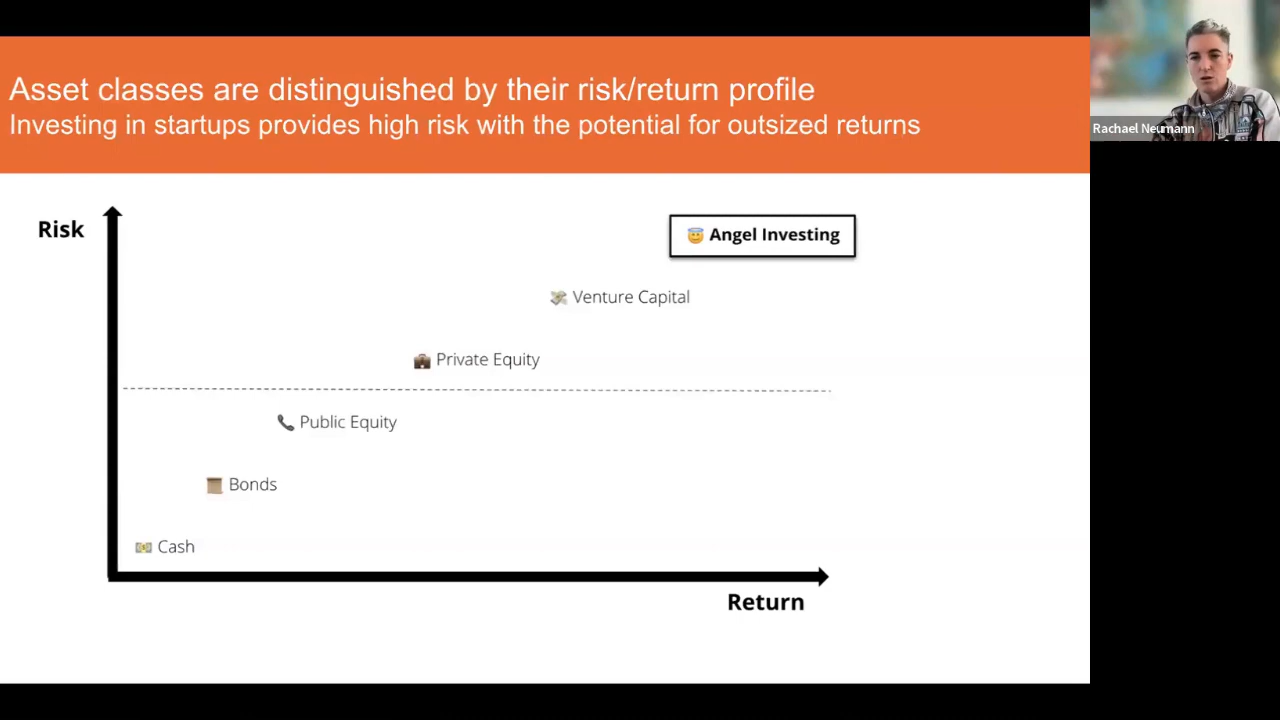 Asset classes are distinguished by their risk/return profile
Investing in startups provides high risk with the potential for outsized returns
Rachael Neumann
Risk
Angel Investing
Venture Capital
Private Equity
Public Equity
Bonds
Cash
Return